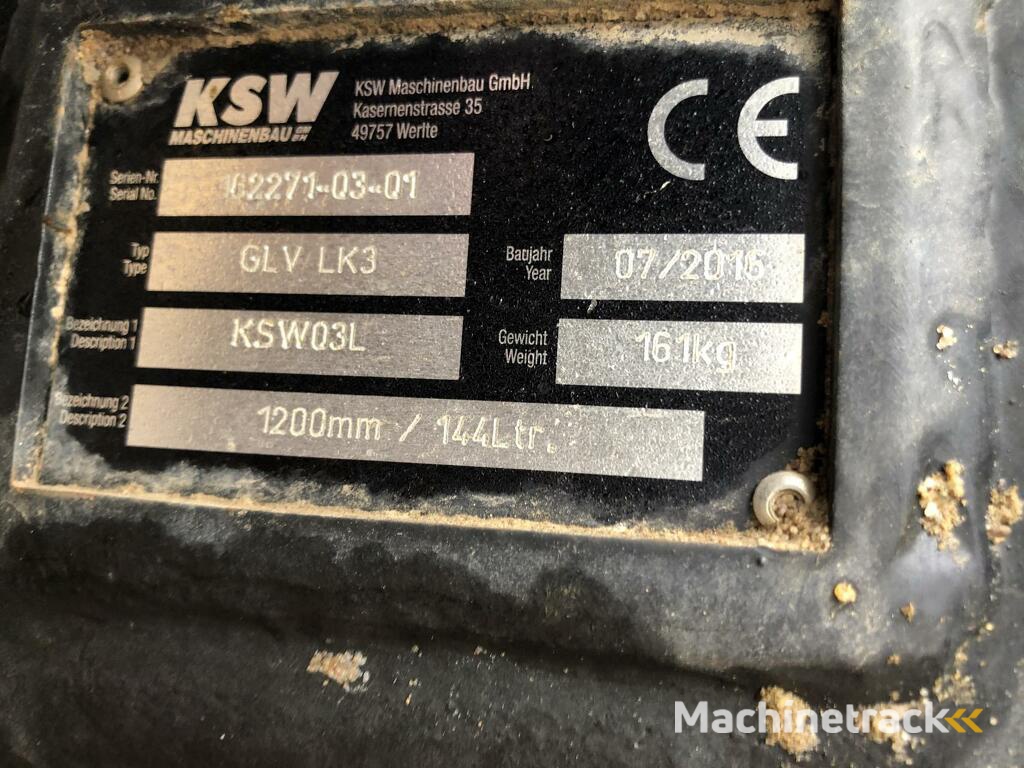 KSW
MASCHINENBAU GMBH
KSW Maschinenbau GmbH
Kasernenstrasse 35
49757 Werlte
CE
Serien-Nr.
Serial No.
162271-03-01
Typ
Type
GLV LK3
Baujahr
Year
07/2016
Bezeichnung 1
Description 1
KSW03L
Gewicht
Weight
161kg
Bezeichnung 2
Description 2
1200mm / 144Ltr.
Machinetrack